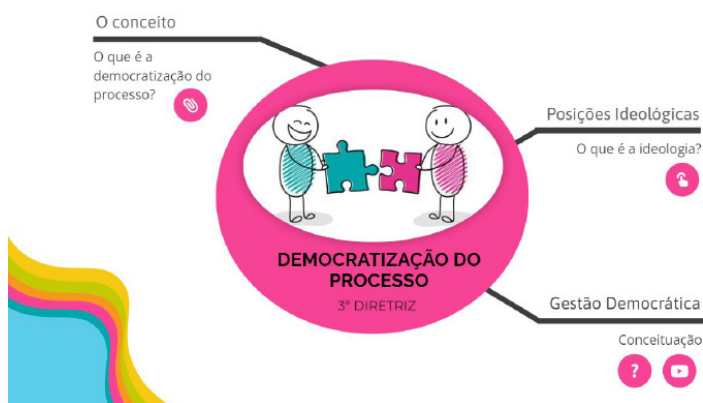 O conceito
O que é a
democratização do
processo?
Posições Ideológicas
O que é a ideologia?
DEMOCRATIZAÇÃO DO
PROCESSO
3ª DIRETRIZ
Gestão Democrática
Conceituação
?